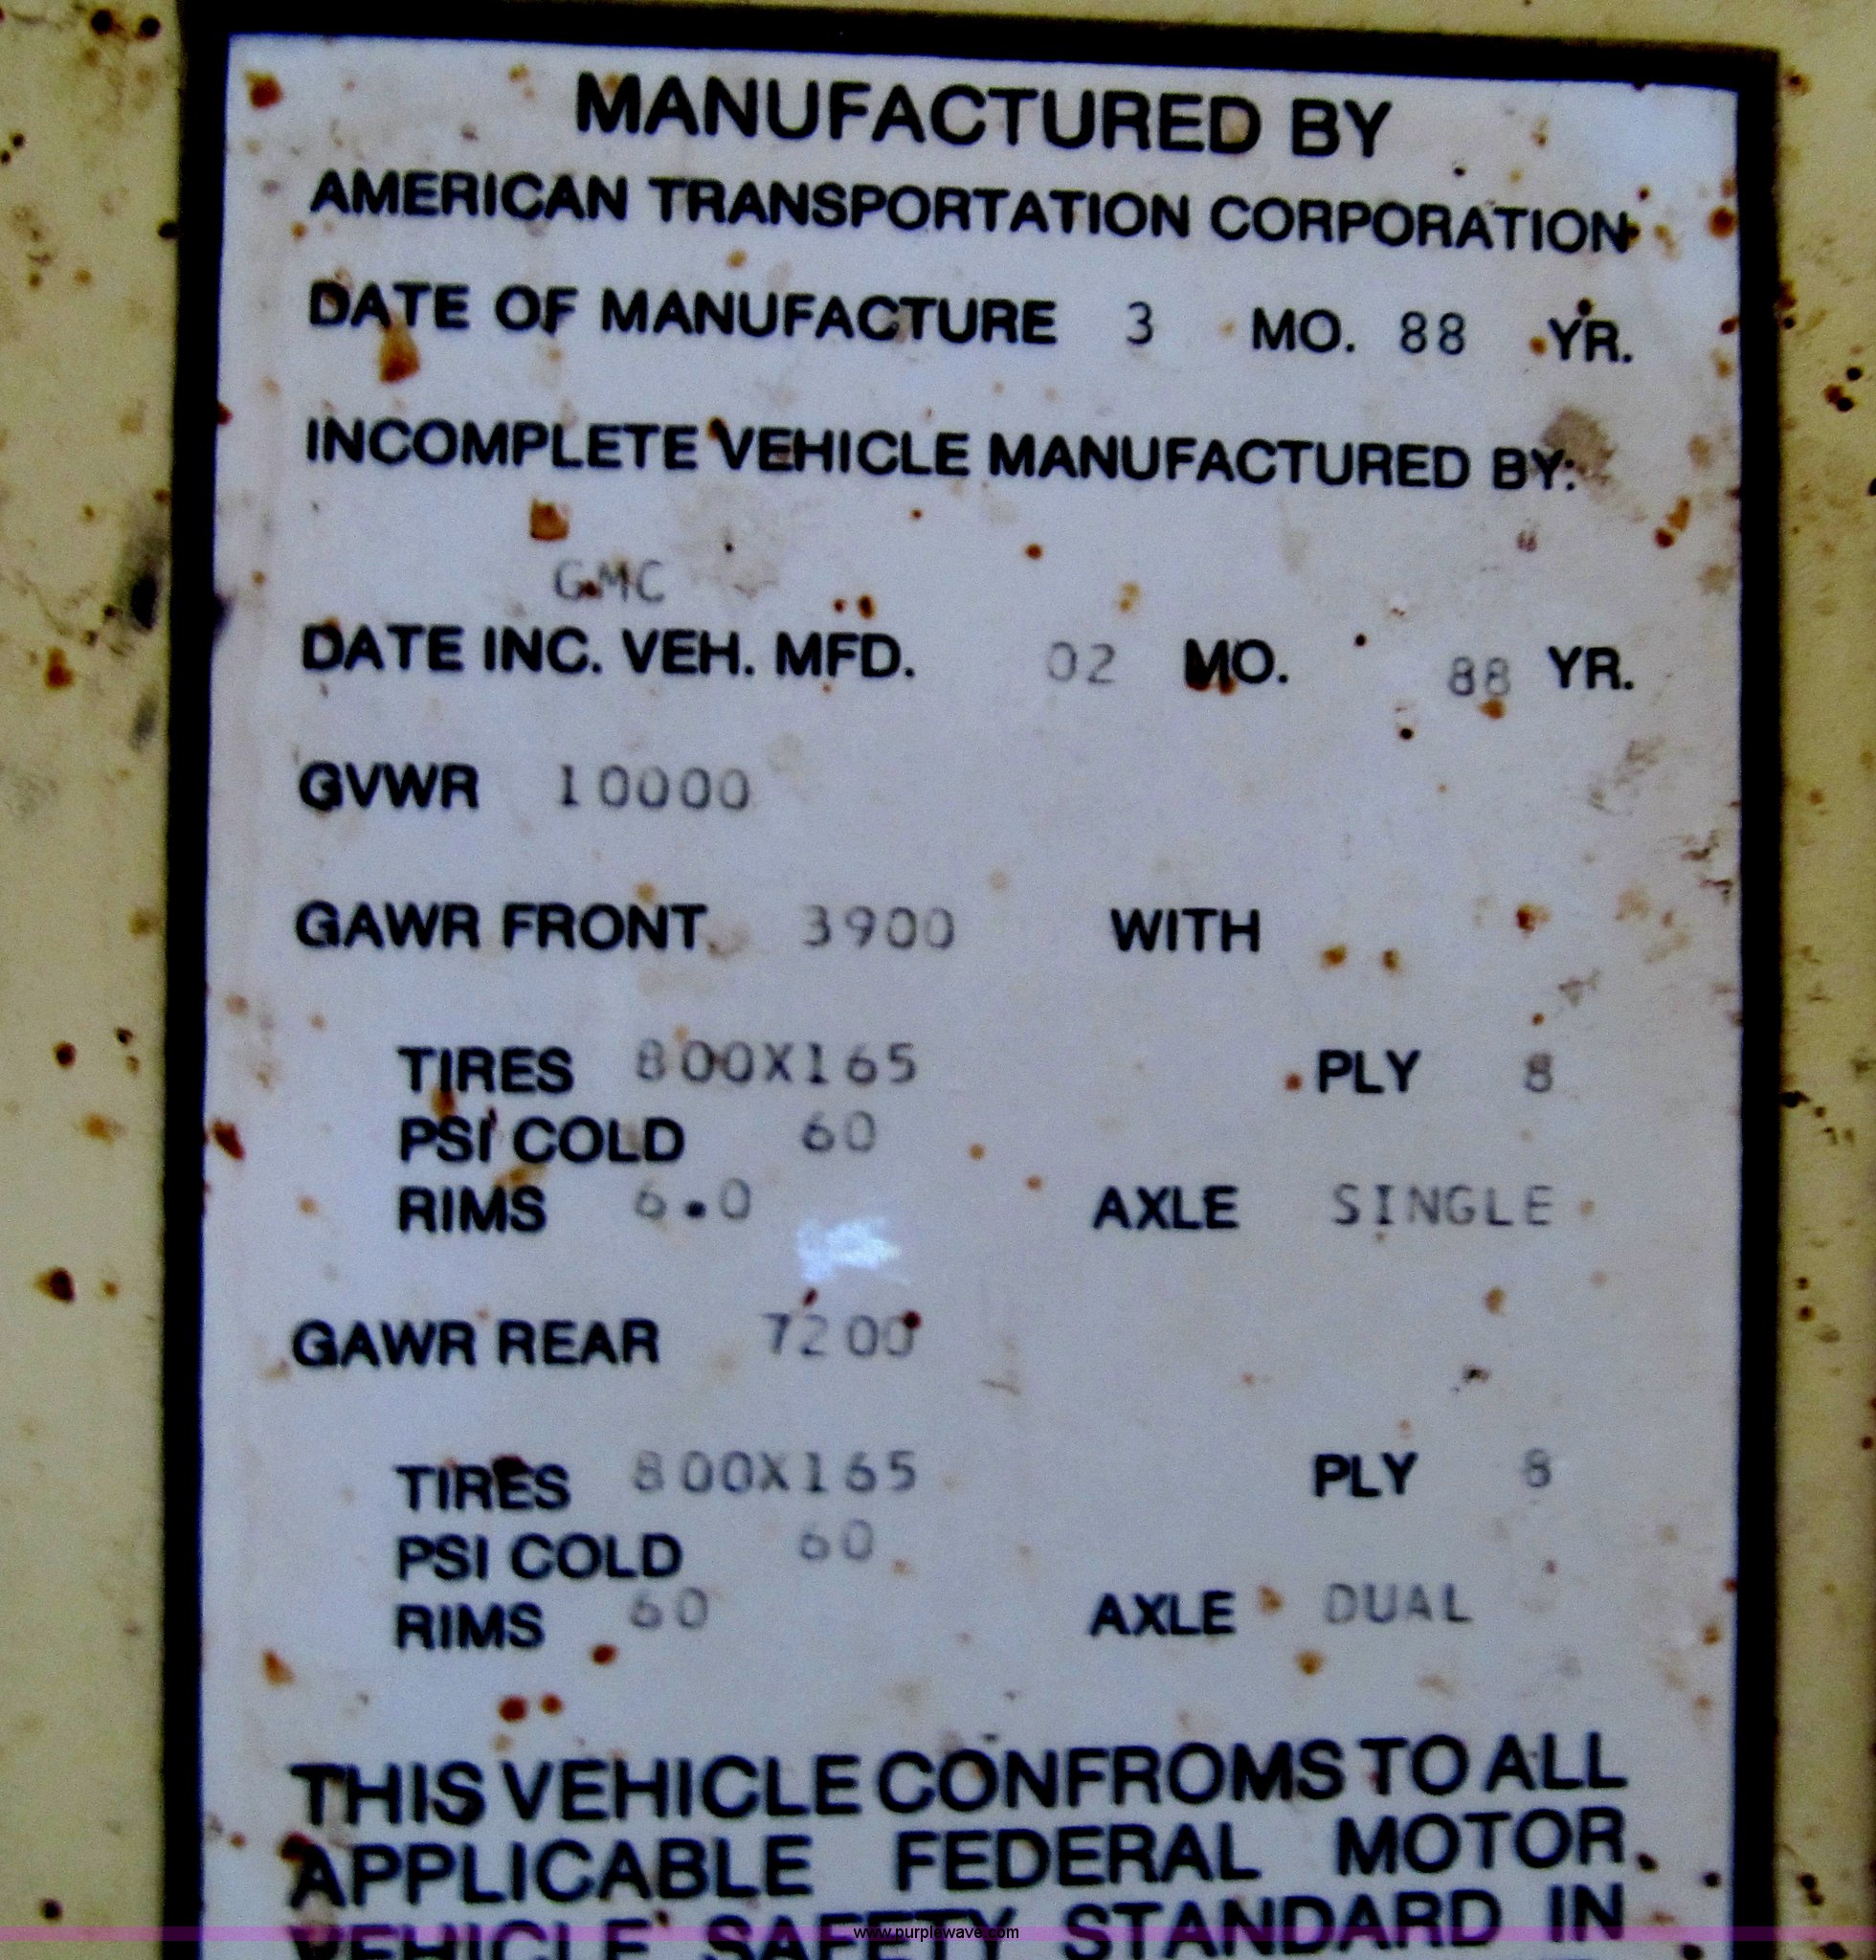 MANUFACTURED BY
AMERICAN TRANSPORTATION CORPORATION
DATE OF MANUFACTURE 3 MO. 88 YR.
INCOMPLETE VEHICLE MANUFACTURED BY:
GMC
DATE INC. VEH. MFD. 02 MO. 88 YR.
GVWR 10000
GAWR FRONT 3900 WITH
TIRES 800X165 PLY 8
PSI COLD 60
RIMS 6.0 AXLE SINGLE
GAWR REAR 7200
TIRES 800X165 PLY 8
PSI COLD 60
RIMS 60 AXLE DUAL
THIS VEHICLE CONFROMS TO ALL
APPLICABLE FEDERAL MOTOR
VEHICLE SAFETY STANDARD IN
www.purplewave.com